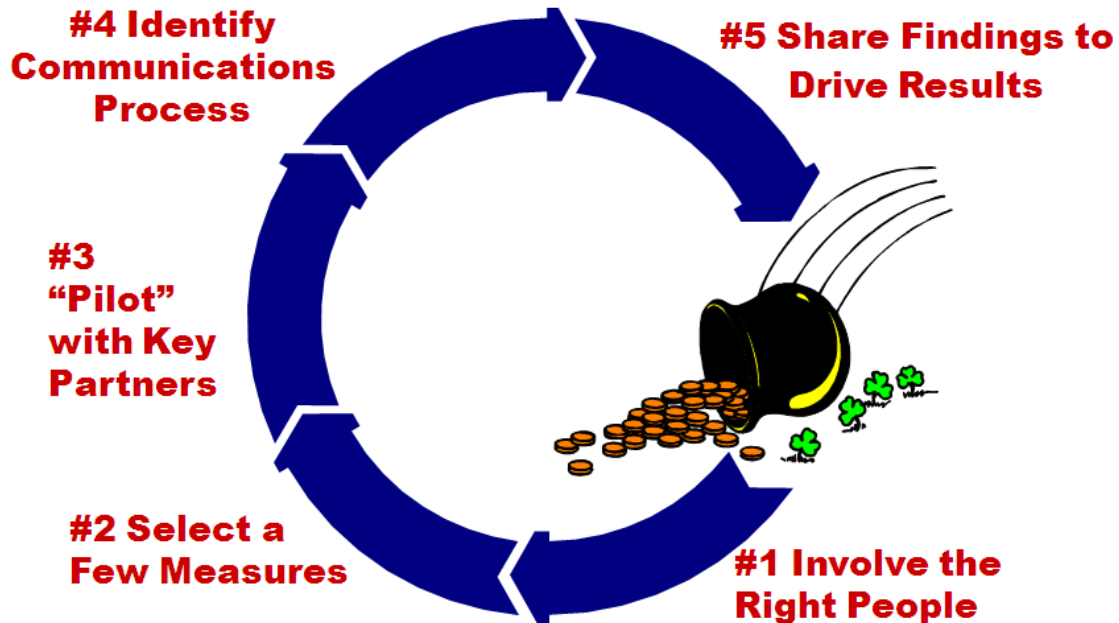 #4 Identify
Communications
Process
#5 Share Findings to
Drive Results
#3
“Pilot”
with Key
Partners
#2 Select a
Few Measures
#1 Involve the
Right People